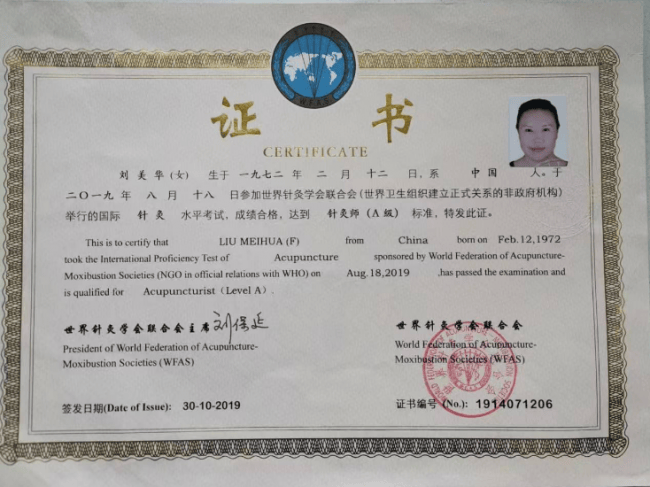 证 书
CERTIFICATE
刘美华(女) 生于 一九七二 年 二 月 十二 日,系 中国 人。于
二〇一九 年 八 月 十八 日参加世界针灸学会联合会(世界卫生组织建立正式关系的非政府机构)
举行的国际 针灸 水平考试,成绩合格,达到 针灸师(A级) 标准,特发此证。
This is to certify that LIU MEIHUA (F) from China born on Feb.12,1972
took the International Proficiency Test of Acupuncture sponsored by World Federation of Acupuncture-
Moxibustion Societies (NGO in official relations with WHO) on Aug.18,2019 ,has passed the examination and
is qualified for Acupuncturist (Level A) .
世界针灸学会联合会主席 刘保延
President of World Federation of Acupuncture-
Moxibustion Societies (WFAS)
世界针灸学会联合会
World Federation of Acupuncture-
Moxibustion Societies (WFAS)
签发日期(Date of Issue): 30-10-2019
证书编号 (No.): 1914071206